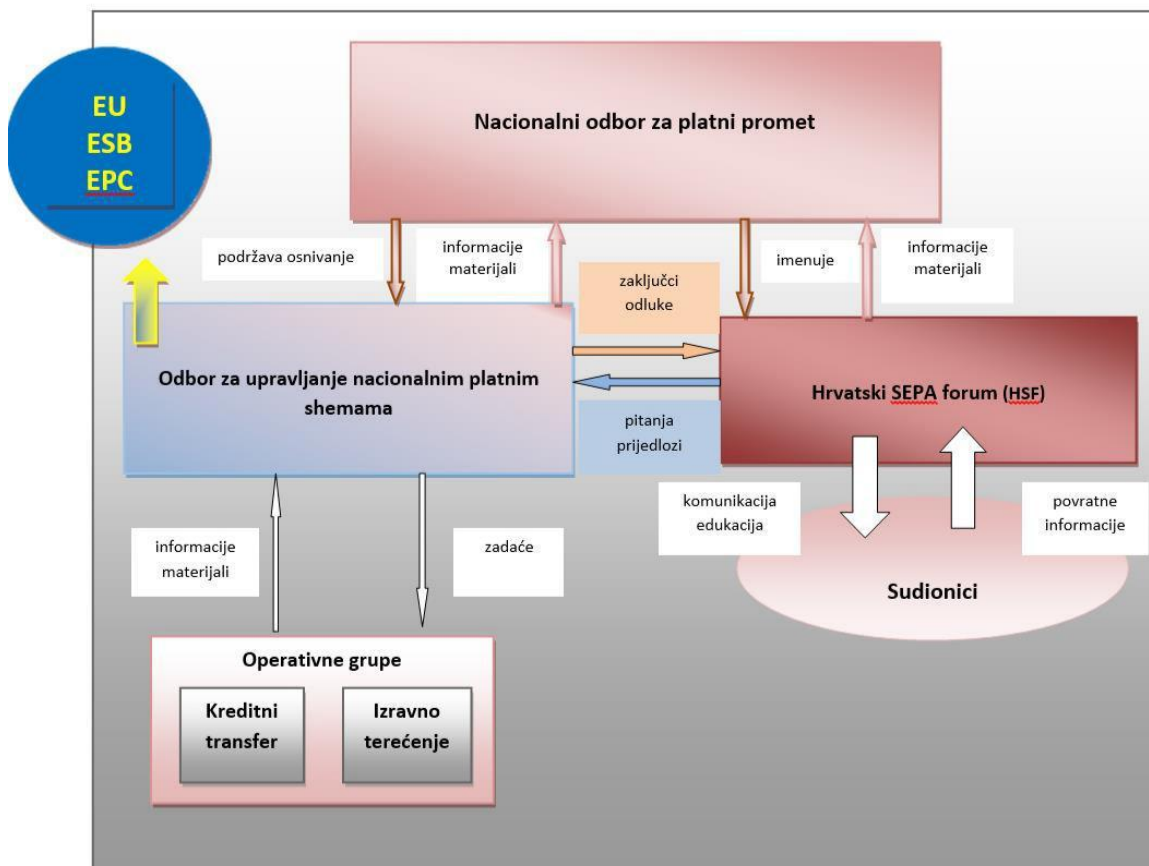 EU
ESB
EPC
Nacionalni odbor za platni promet
podržava osnivanje
informacije
materijali
zaključci
odluke
imenuje
informacije
materijali
Odbor za upravljanje nacionalnim platnim
shemama
Hrvatski SEPA forum (HSF)
pitanja
prijedlozi
komunikacija
edukacija
povratne
informacije
informacije
materijali
zadaće
Sudionici
Operativne grupe
Kreditni
transfer
Izravno
terećenje